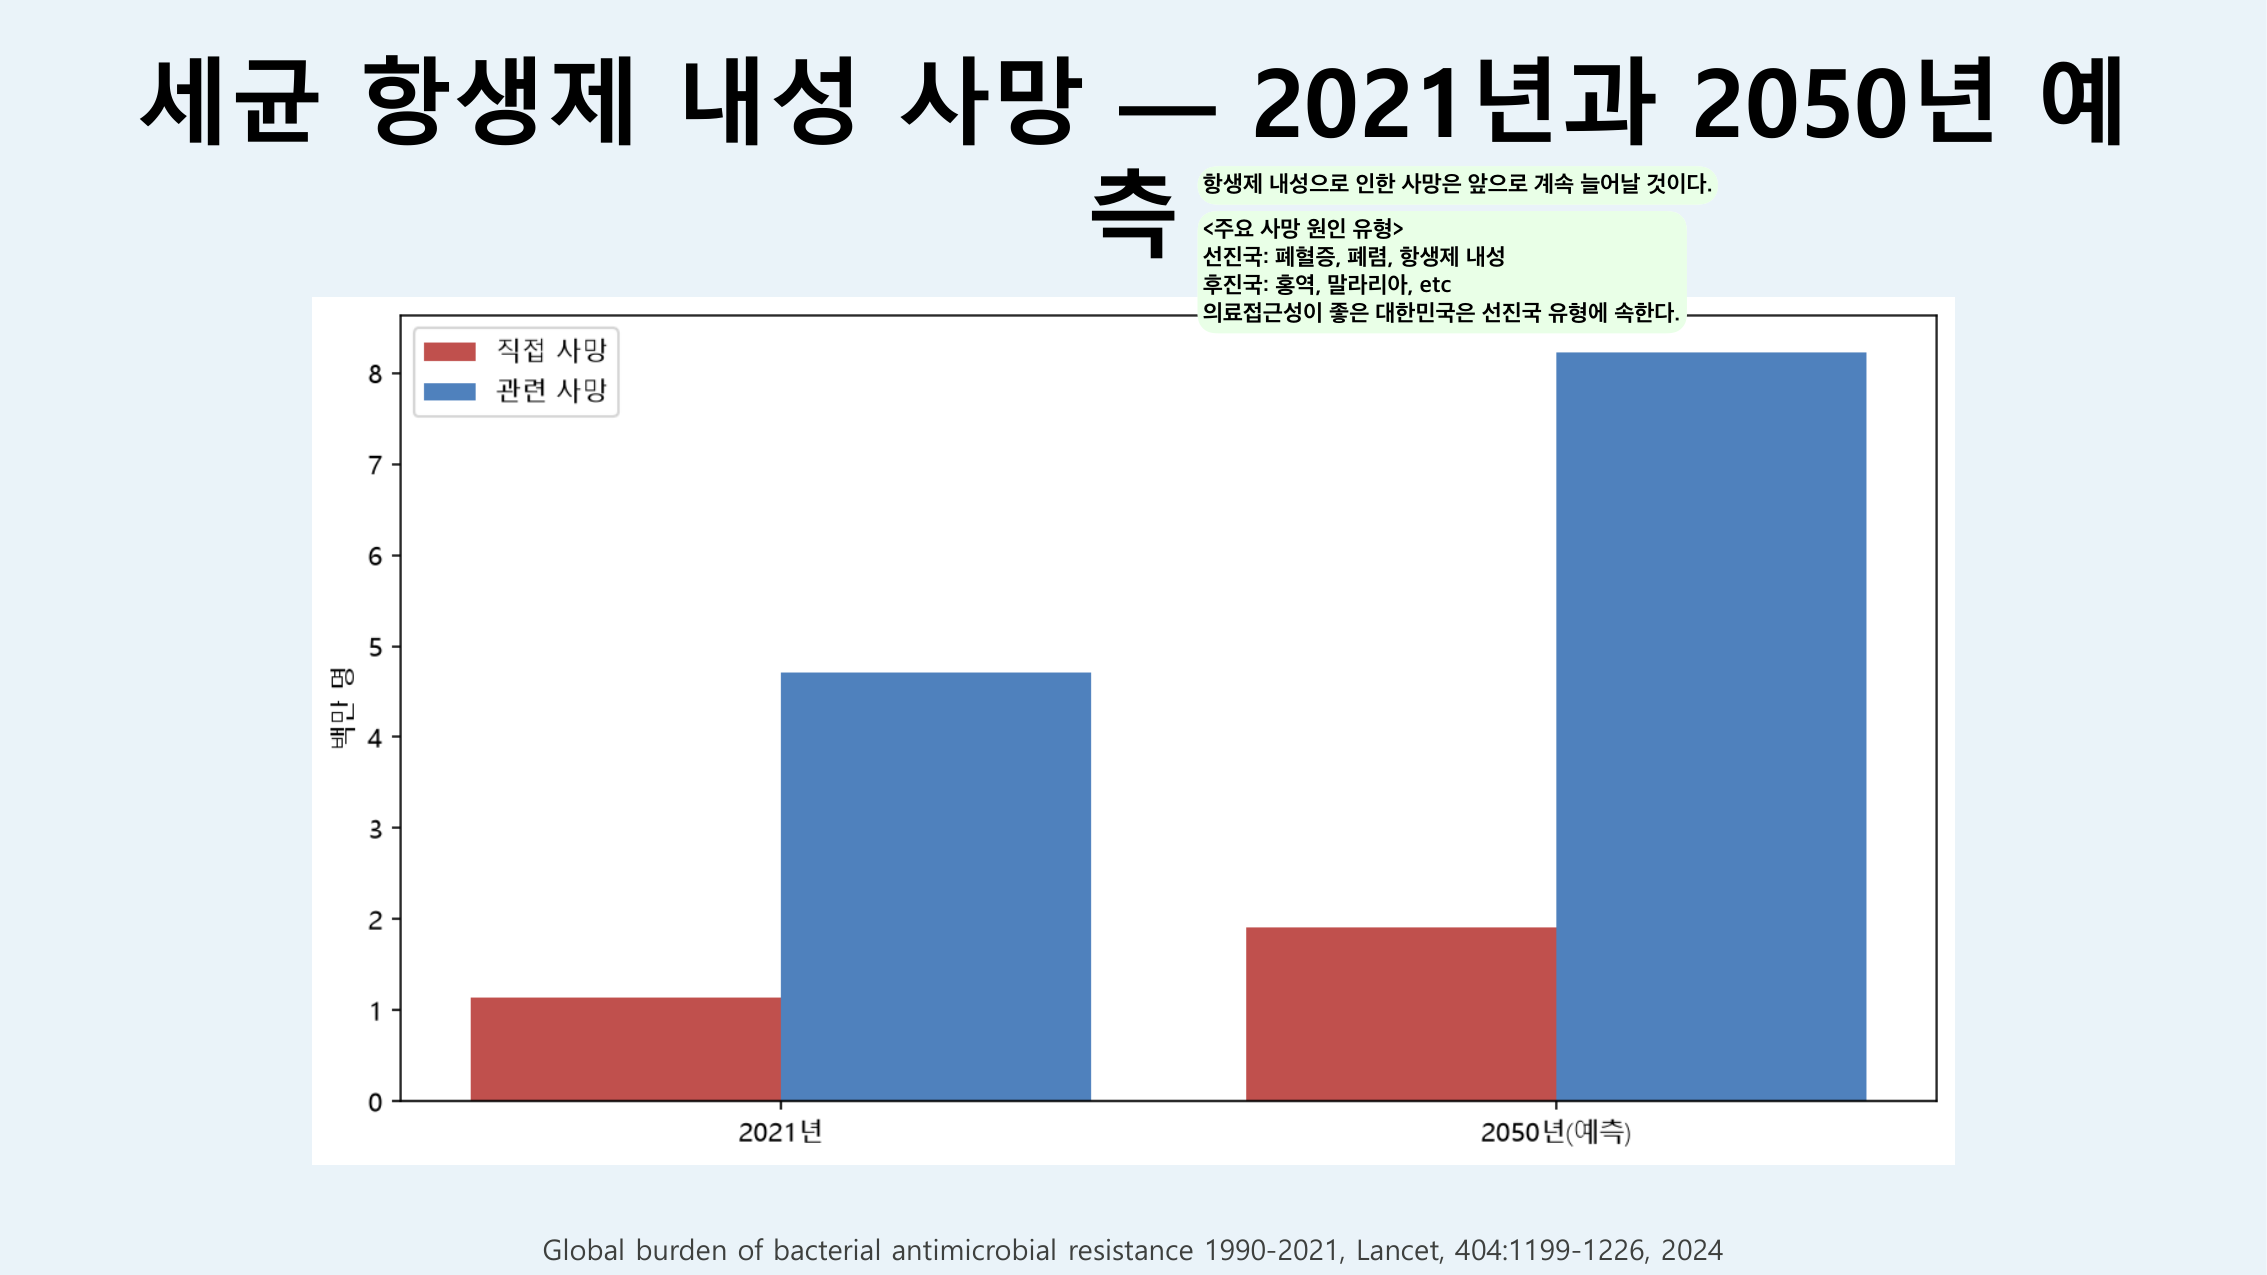 세균 항생제 내성 사망 — 2021년과 2050년 예
측
항생제 내성으로 인한 사망은 앞으로 계속 늘어날 것이다.
<주요 사망 원인 유형>
선진국: 폐혈증, 폐렴, 항생제 내성
후진국: 홍역, 말라리아, etc
의료접근성이 좋은 대한민국은 선진국 유형에 속한다.
직접 사망
관련 사망
백만 명
8
7
6
5
4
3
2
1
0
2021년
2050년(예측)
Global burden of bacterial antimicrobial resistance 1990-2021, Lancet, 404:1199-1226, 2024